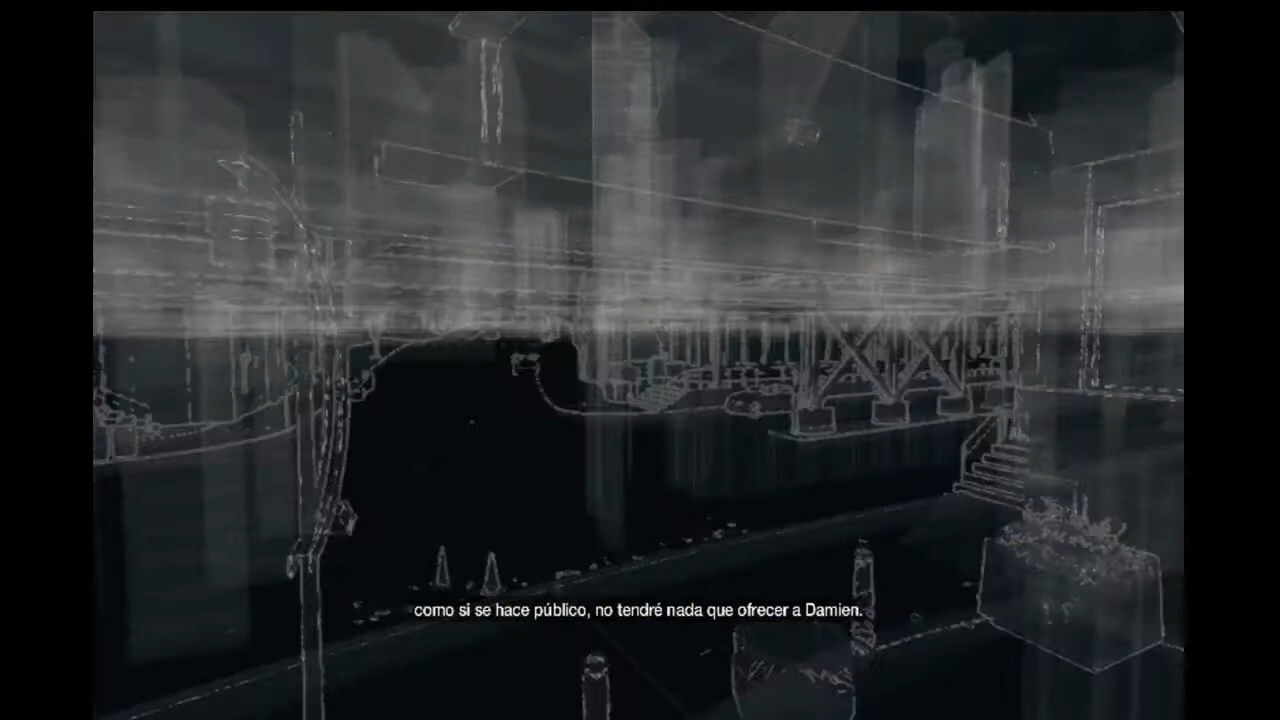 como si se hace público, no tendré nada que ofrecer a Damien.